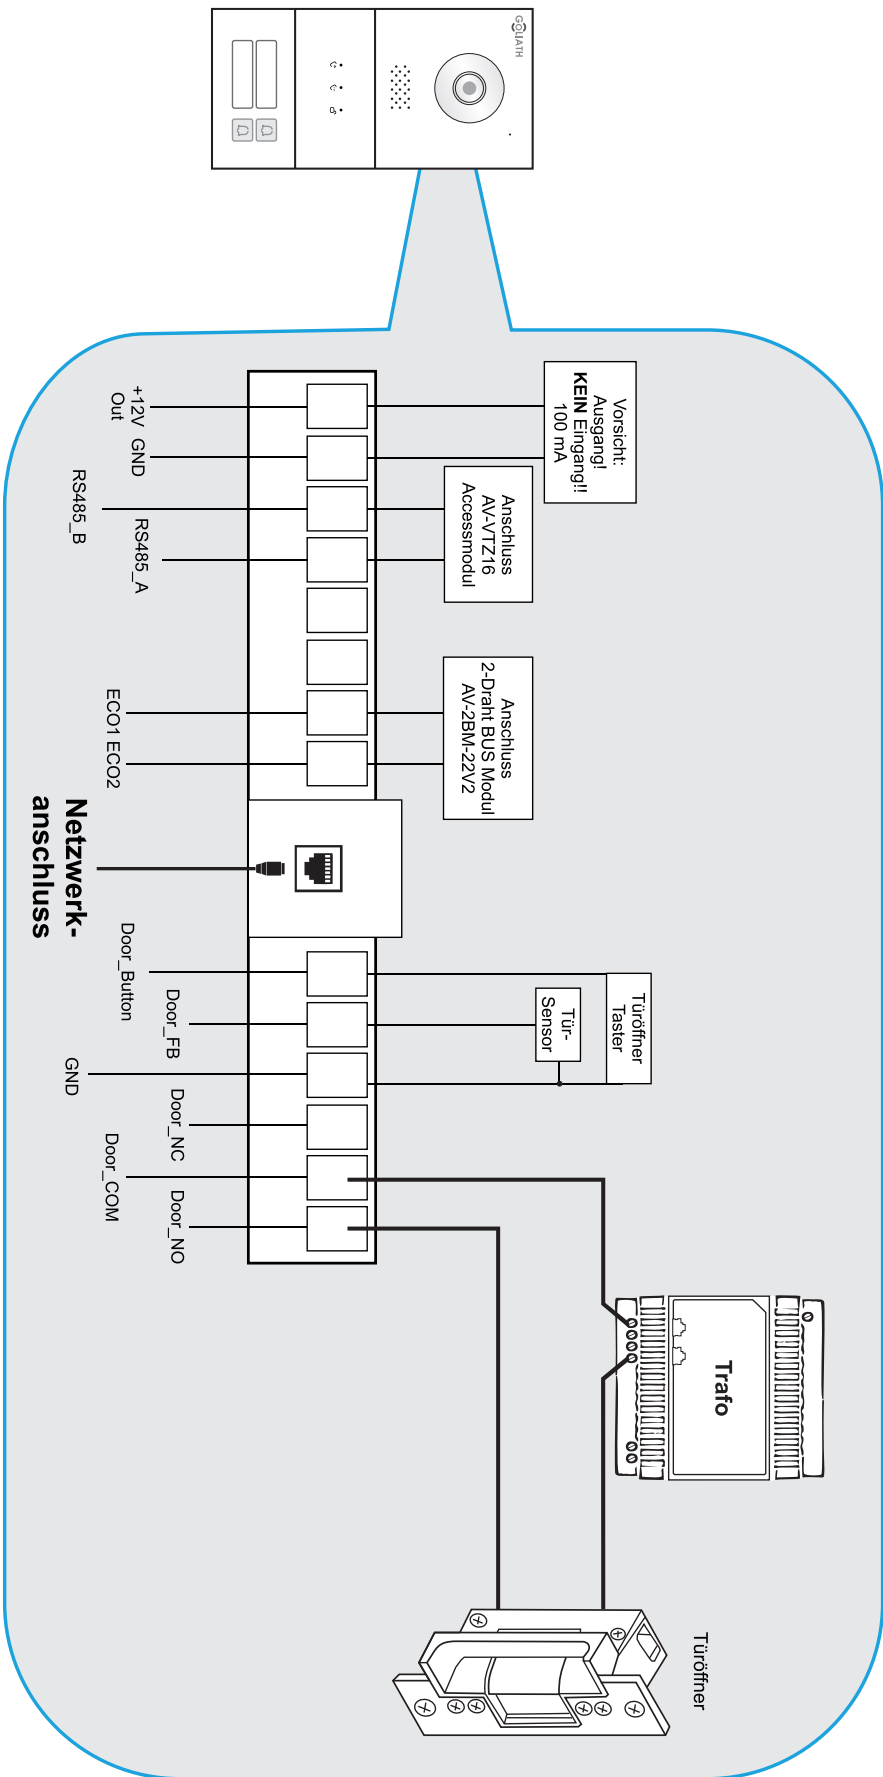 GOLIATH
Vorsicht:
Ausgang!
KEIN Eingang!!
100 mA
Anschluss
AV-VTZ16
Accessmodul
Anschluss
2-Draht BUS Modul
AV-2BM-22V2
Türöffner
Taster
Tür-
Sensor
Trafo
Türöffner
+12V
Out
GND
RS485_B
RS485_A
ECO1
ECO2
Netzwerk-
anschluss
Door_Button
Door_FB
GND
Door_NC
Door_COM
Door_NO